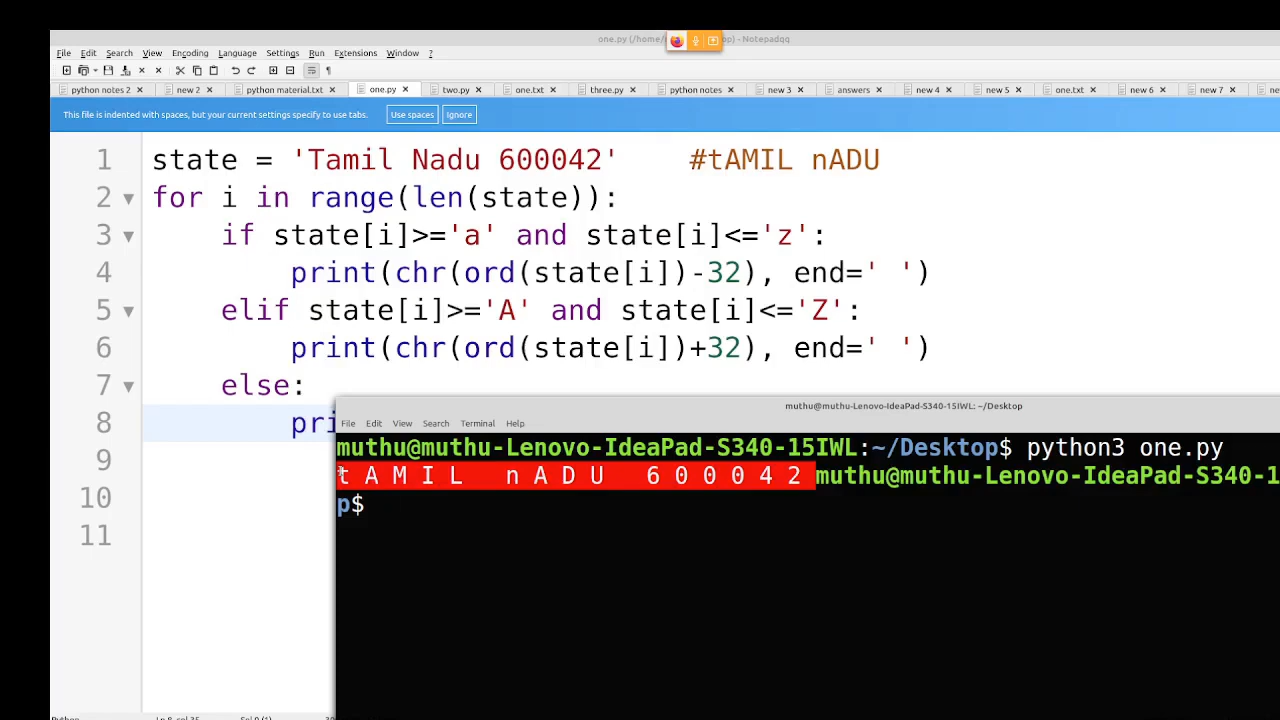 one.py (/home/ op) - Notepadqq
File Edit Search View Encoding Language Settings Run Extensions Window ?
python notes 2 new 2 python material.txt one.py two.py one.txt three.py python notes new 3 answers new 4 new 5 one.txt new 6 new 7 new
This file is indented with spaces, but your current settings specify to use tabs. Use spaces Ignore
1 state = 'Tamil Nadu 600042' #tAMIL nADU
2 for i in range(len(state)):
3 if state[i]>='a' and state[i]<='z':
4 print(chr(ord(state[i])-32), end=' ')
5 elif state[i]>='A' and state[i]<='Z':
6 print(chr(ord(state[i])+32), end=' ')
7 else:
8 pri
9
10
11
muthu@muthu-Lenovo-IdeaPad-S340-15IWL: ~/Desktop
File Edit View Search Terminal Help
muthu@muthu-Lenovo-IdeaPad-S340-15IWL:~/Desktop$ python3 one.py
t A M I L   n A D U   6 0 0 0 4 2 muthu@muthu-Lenovo-IdeaPad-S340-1
p$